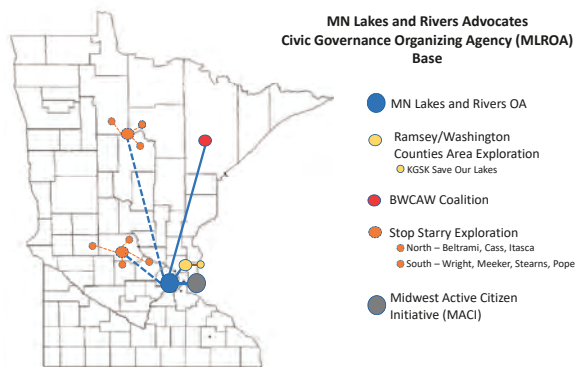 MN Lakes and Rivers Advocates
Civic Governance Organizing Agency (MLROA)
Base
MN Lakes and Rivers OA
Ramsey/Washington
Counties Area Exploration
KGSK Save Our Lakes
BWCAW Coalition
Stop Starry Exploration
North – Beltrami, Cass, Itasca
South – Wright, Meeker, Stearns, Pope
Midwest Active Citizen
Initiative (MACI)